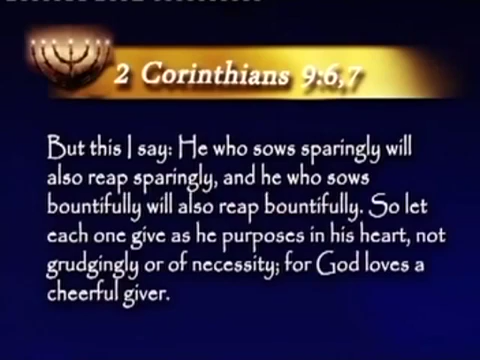 2 Corinthians 9:6,7
But this I say: He who sows sparingly will
also reap sparingly, and he who sows
bountifully will also reap bountifully. So let
each one give as he purposes in his heart, not
grudgingly or of necessity; for God loves a
cheerful giver.